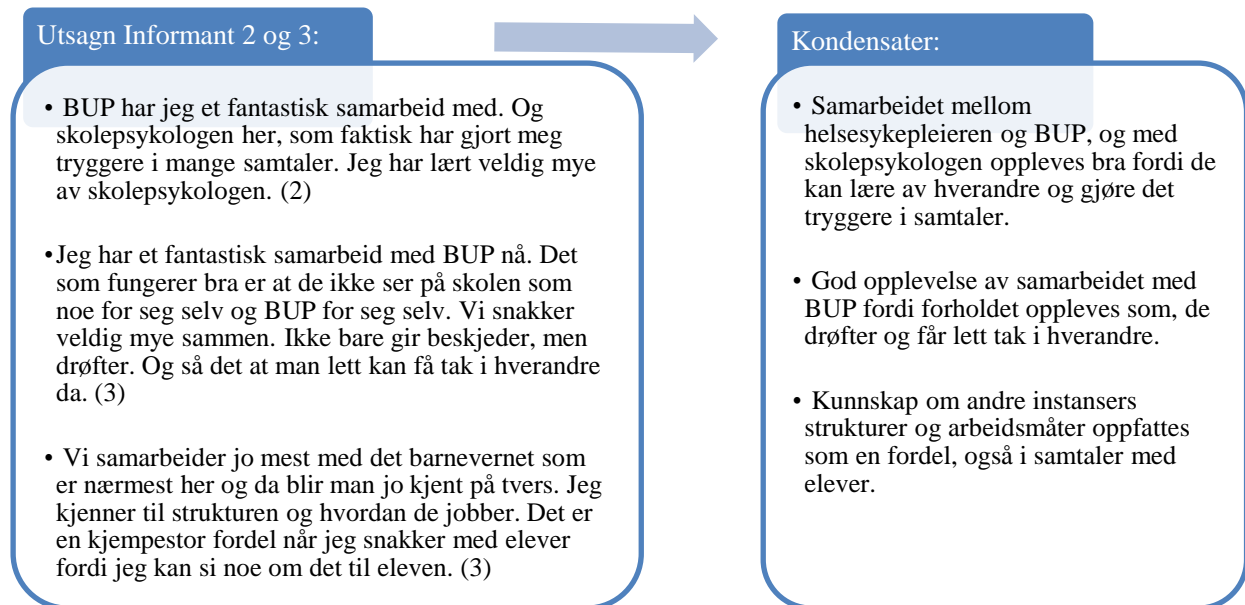 Utsagn Informant 2 og 3:
• BUP har jeg et fantastisk samarbeid med. Og
skolepsykologen her, som faktisk har gjort meg
tryggere i mange samtaler. Jeg har lært veldig mye
av skolepsykologen. (2)
•Jeg har et fantastisk samarbeid med BUP nå. Det
som fungerer bra er at de ikke ser på skolen som
noe for seg selv og BUP for seg selv. Vi snakker
veldig mye sammen. Ikke bare gir beskjeder, men
drøfter. Og så det at man lett kan få tak i hverandre
da. (3)
• Vi samarbeider jo mest med det barnevernet som
er nærmest her og da blir man jo kjent på tvers. Jeg
kjenner til strukturen og hvordan de jobber. Det er
en kjempestor fordel når jeg snakker med elever
fordi jeg kan si noe om det til eleven. (3)
Kondensater:
• Samarbeidet mellom
helsesykepleieren og BUP, og med
skolepsykologen oppleves bra fordi de
kan lære av hverandre og gjøre det
tryggere i samtaler.
• God opplevelse av samarbeidet med
BUP fordi forholdet oppleves som, de
drøfter og får lett tak i hverandre.
• Kunnskap om andre instansers
strukturer og arbeidsmåter oppfattes
som en fordel, også i samtaler med
elever.